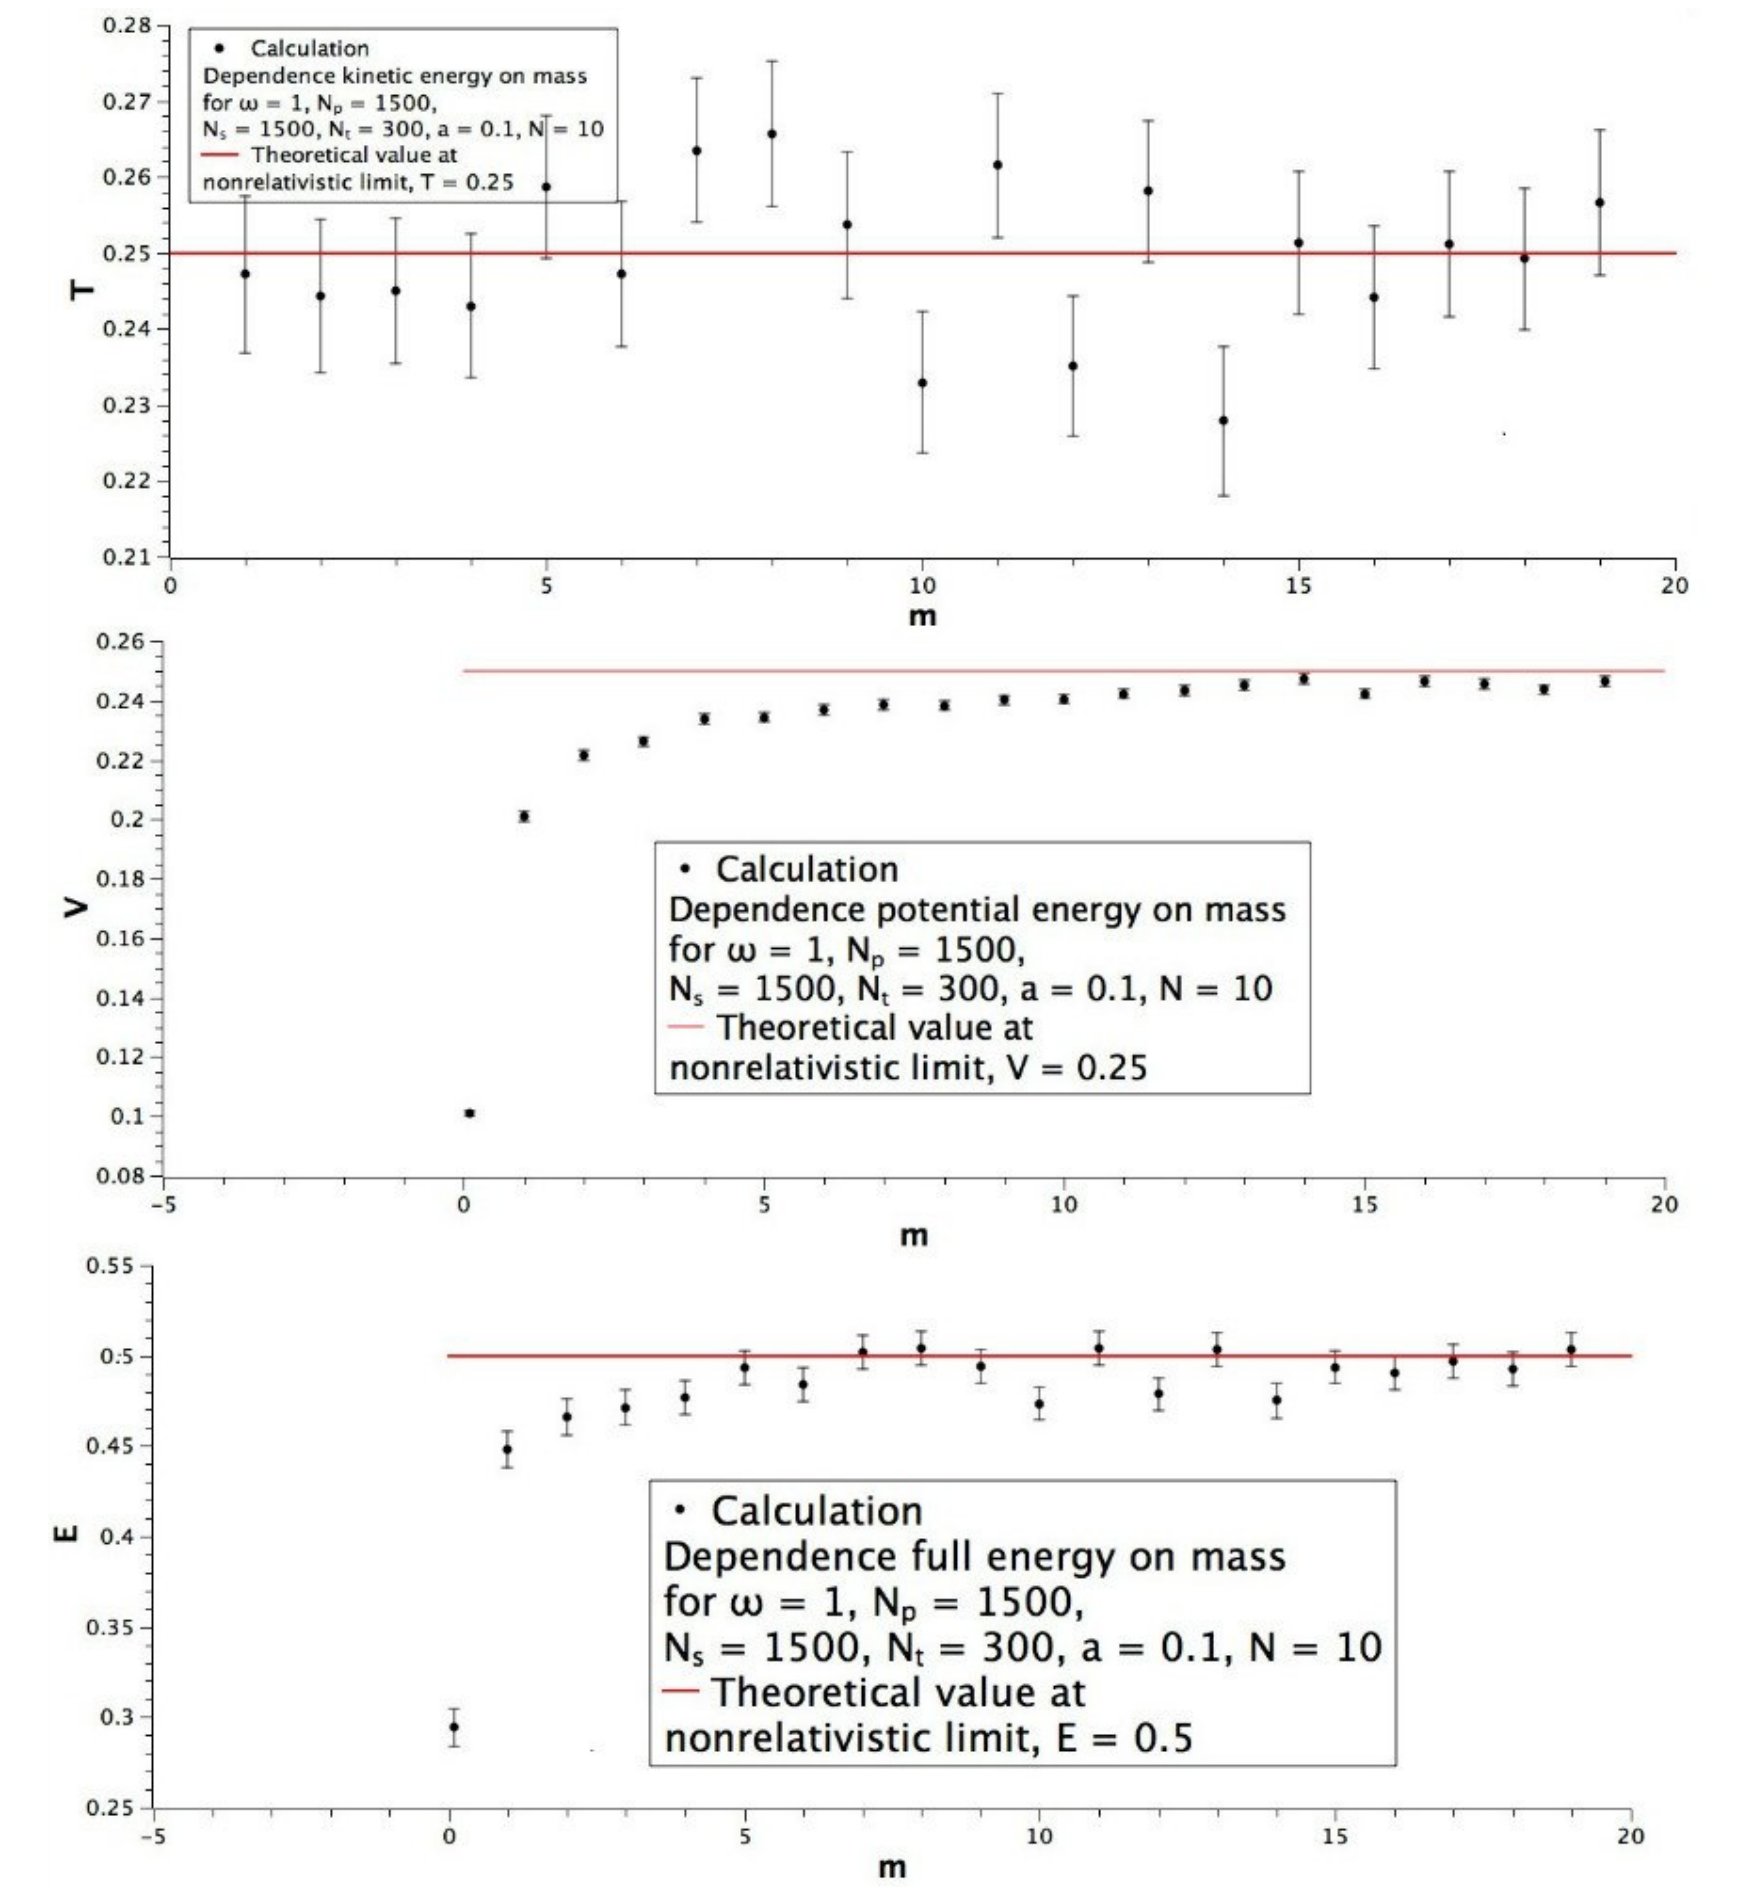 0.28
0.27
0.26
0.25
0.24
0.23
0.22
0.21
T
Calculation
Dependence kinetic energy on mass
for ω = 1, Nₚ = 1500,
Nₛ = 1500, Nₜ = 300, a = 0.1, N = 10
Theoretical value at
nonrelativistic limit, T = 0.25
0 5 10 15 20
m
0.26
0.24
0.22
0.2
0.18
0.16
0.14
0.12
0.1
0.08
V
Calculation
Dependence potential energy on mass
for ω = 1, Nₚ = 1500,
Nₛ = 1500, Nₜ = 300, a = 0.1, N = 10
Theoretical value at
nonrelativistic limit, V = 0.25
−5 0 5 10 15 20
m
0.55
0.5
0.45
0.4
0.35
0.3
0.25
E
Calculation
Dependence full energy on mass
for ω = 1, Nₚ = 1500,
Nₛ = 1500, Nₜ = 300, a = 0.1, N = 10
Theoretical value at
nonrelativistic limit, E = 0.5
−5 0 5 10 15 20
m